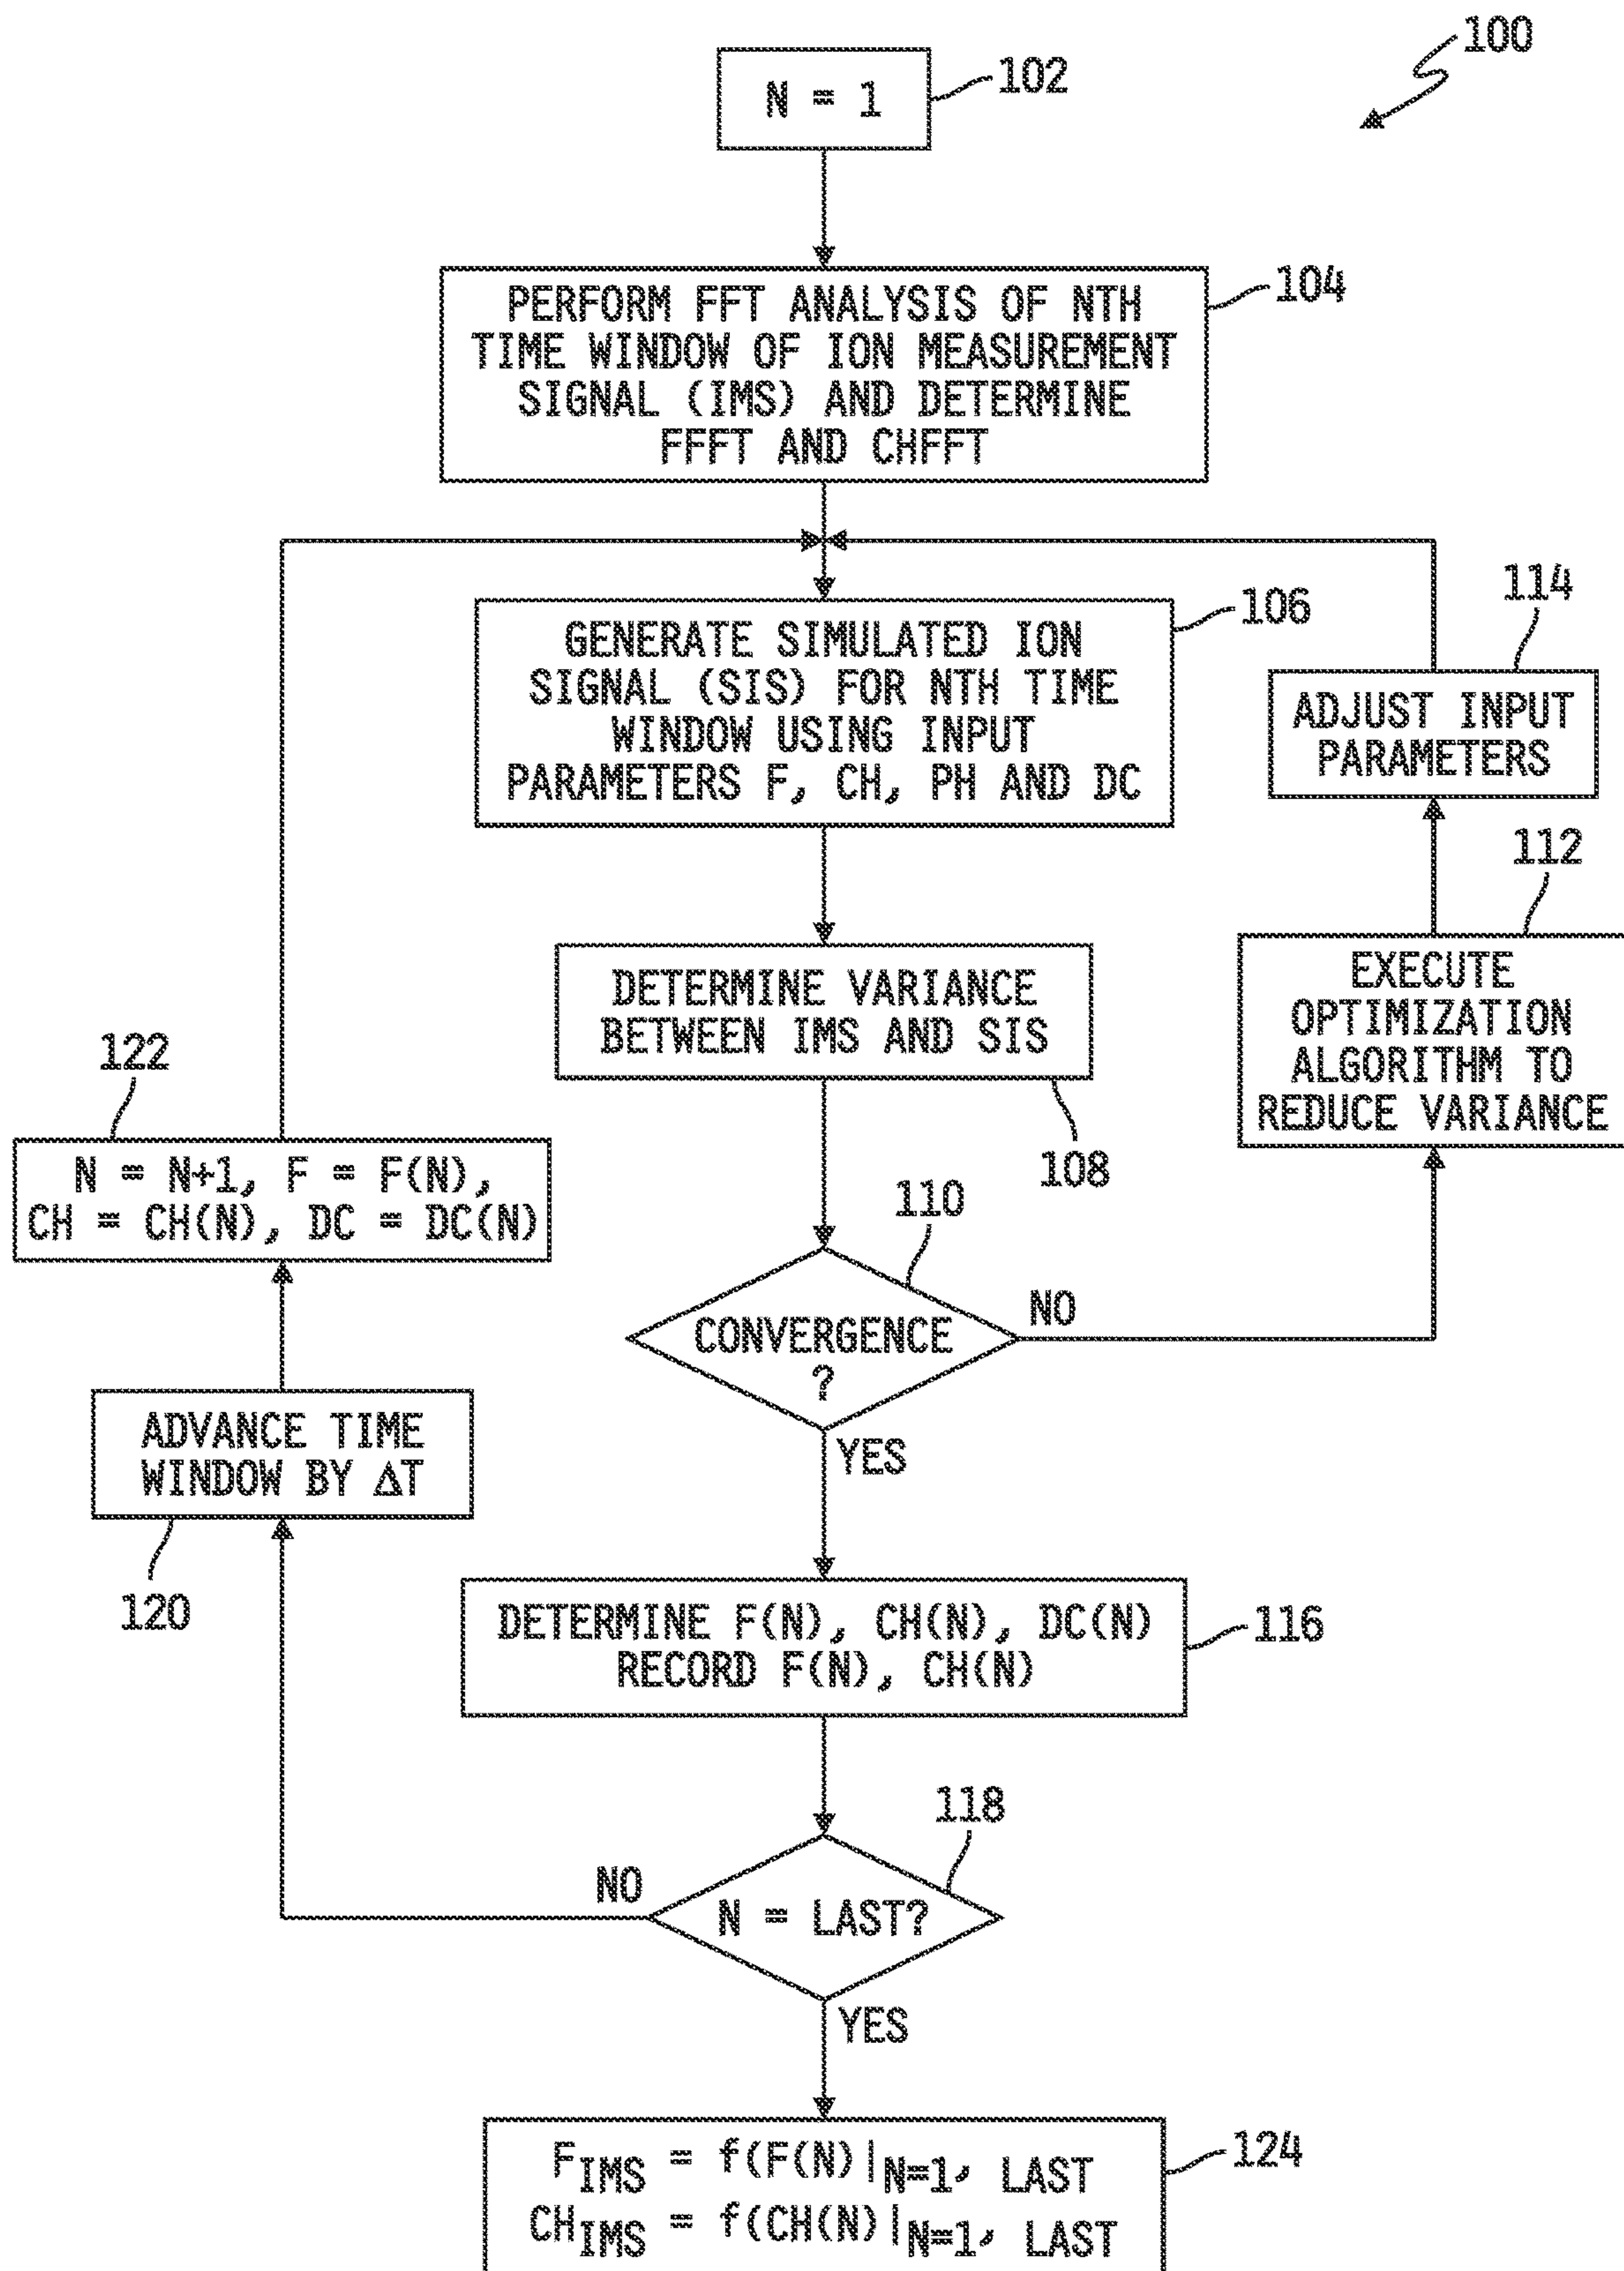 100
N = 1
102
PERFORM FFT ANALYSIS OF NTH
TIME WINDOW OF ION MEASUREMENT
SIGNAL (IMS) AND DETERMINE
FFFT AND CHFFT
104
GENERATE SIMULATED ION
SIGNAL (SIS) FOR NTH TIME
WINDOW USING INPUT
PARAMETERS F, CH, PH AND DC
106
114
ADJUST INPUT
PARAMETERS
112
EXECUTE
OPTIMIZATION
ALGORITHM TO
REDUCE VARIANCE
DETERMINE VARIANCE
BETWEEN IMS AND SIS
108
122
N = N+1, F = F(N),
CH = CH(N), DC = DC(N)
110
CONVERGENCE
?
NO
YES
ADVANCE TIME
WINDOW BY ΔT
120
DETERMINE F(N), CH(N), DC(N)
RECORD F(N), CH(N)
116
118
N = LAST?
NO
YES
F_IMS = f(F(N)|_N=1, LAST
CH_IMS = f(CH(N)|_N=1, LAST
124